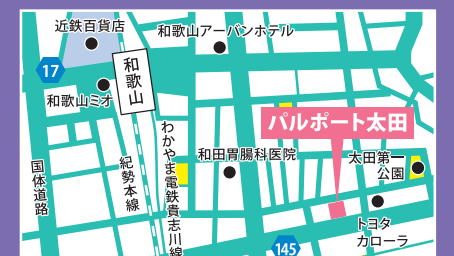 近鉄百貨店
和歌山アーバンホテル
17
和歌山
和歌山ミオ
パルポート太田
わかやま電鉄貴志川線
和田胃腸科医院
太田第一
公園
国体道路
紀勢本線
トヨタ
カローラ
145